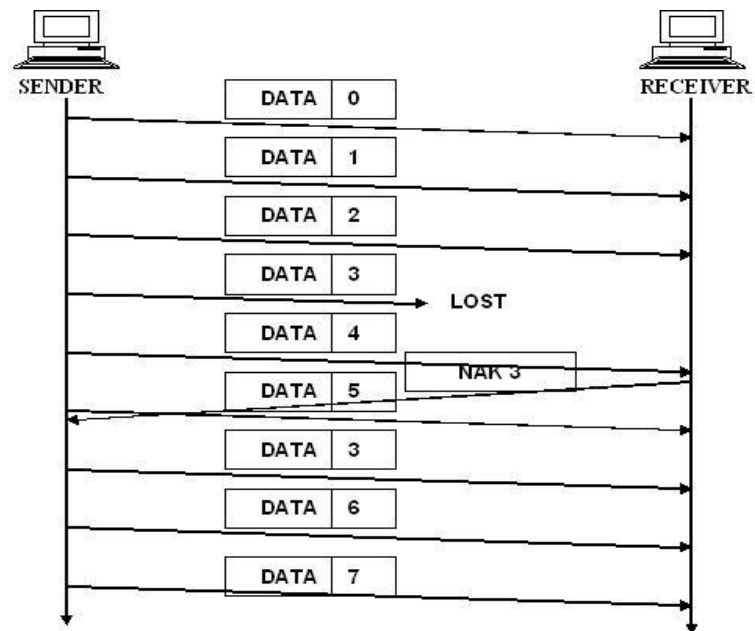 SENDER
RECEIVER
DATA 0
DATA 1
DATA 2
DATA 3
LOST
DATA 4
NAK 3
DATA 5
DATA 3
DATA 6
DATA 7